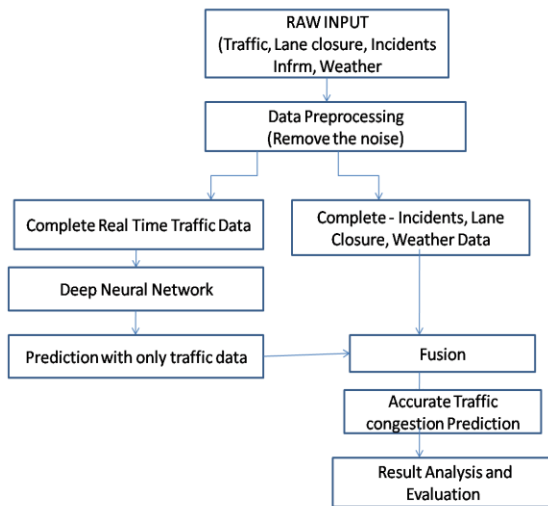 RAW INPUT
(Traffic, Lane closure, Incidents
Infrm, Weather
Data Preprocessing
(Remove the noise)
Complete Real Time Traffic Data
Complete - Incidents, Lane
Closure, Weather Data
Deep Neural Network
Prediction with only traffic data
Fusion
Accurate Traffic
congestion Prediction
Result Analysis and
Evaluation